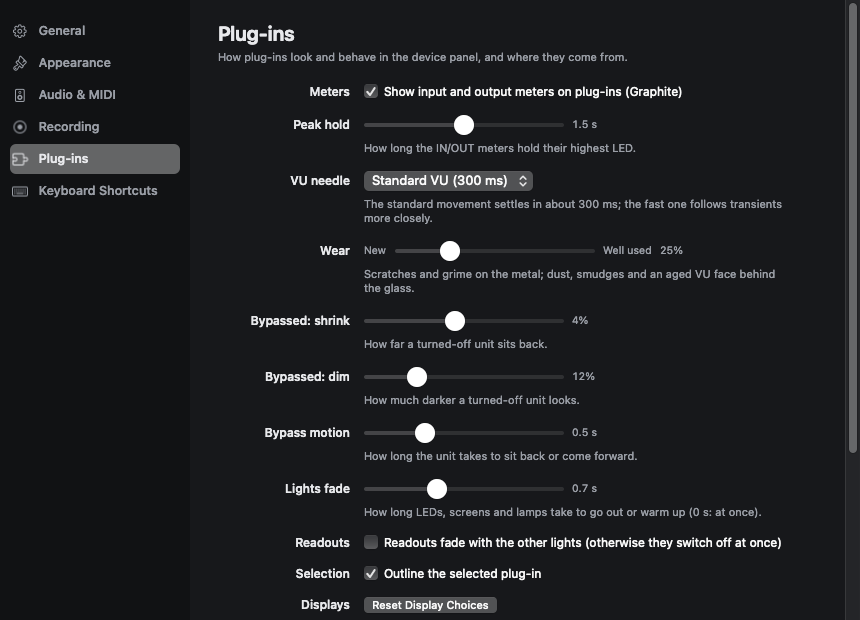 General
Appearance
Audio & MIDI
Recording
Plug-ins
Keyboard Shortcuts
Plug-ins
How plug-ins look and behave in the device panel, and where they come from.
Meters Show input and output meters on plug-ins (Graphite)
Peak hold 1.5 s
How long the IN/OUT meters hold their highest LED.
VU needle Standard VU (300 ms)
The standard movement settles in about 300 ms; the fast one follows transients
more closely.
Wear New Well used 25%
Scratches and grime on the metal; dust, smudges and an aged VU face behind
the glass.
Bypassed: shrink 4%
How far a turned-off unit sits back.
Bypassed: dim 12%
How much darker a turned-off unit looks.
Bypass motion 0.5 s
How long the unit takes to sit back or come forward.
Lights fade 0.7 s
How long LEDs, screens and lamps take to go out or warm up (0 s: at once).
Readouts Readouts fade with the other lights (otherwise they switch off at once)
Selection Outline the selected plug-in
Displays Reset Display Choices